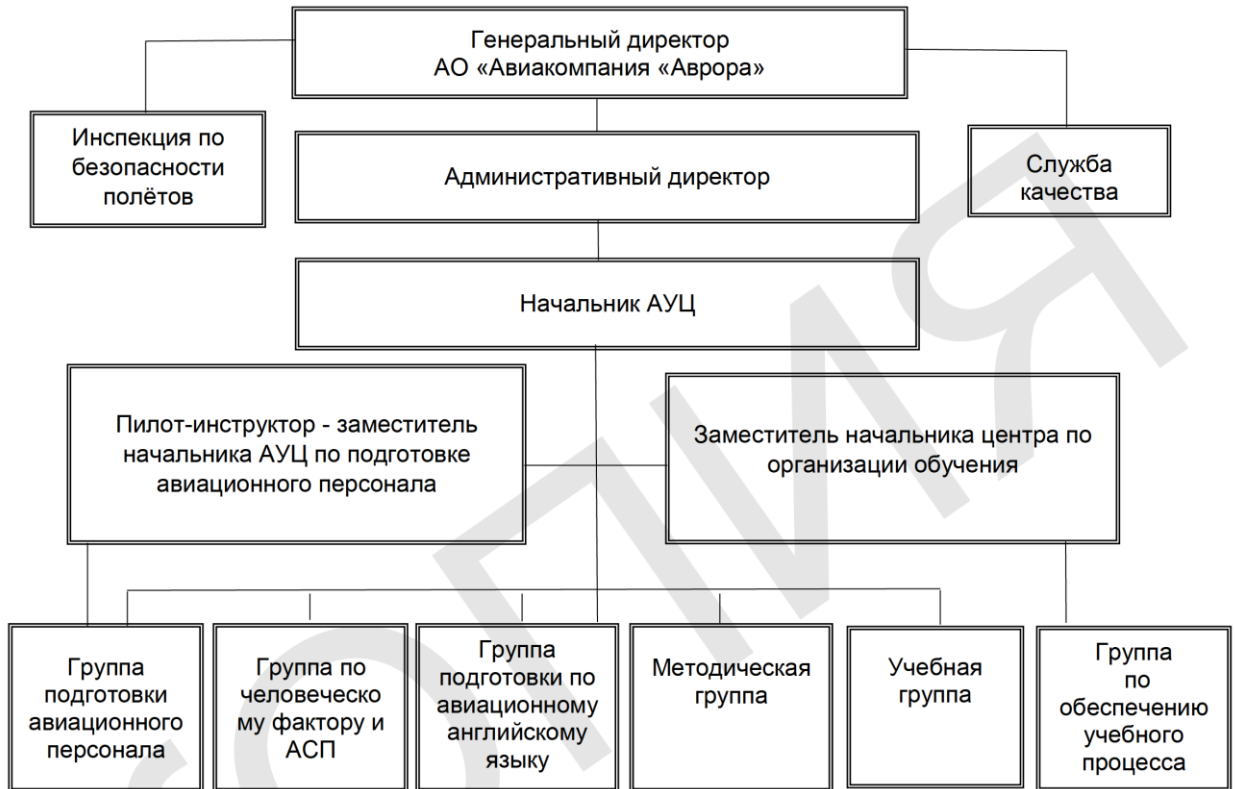 Генеральный директор
АО «Авиакомпания «Аврора»
Инспекция по
безопасности
полётов
Административный директор
Служба
качества
Начальник АУЦ
Пилот-инструктор - заместитель
начальника АУЦ по подготовке
авиационного персонала
Заместитель начальника центра по
организации обучения
Группа
подготовки
авиационного
персонала
Группа по
человеческо
му фактору и
АСП
Группа
подготовки по
авиационному
английскому
языку
Методическая
группа
Учебная
группа
Группа
по
обеспечению
учебного
процесса
ОПИЯ